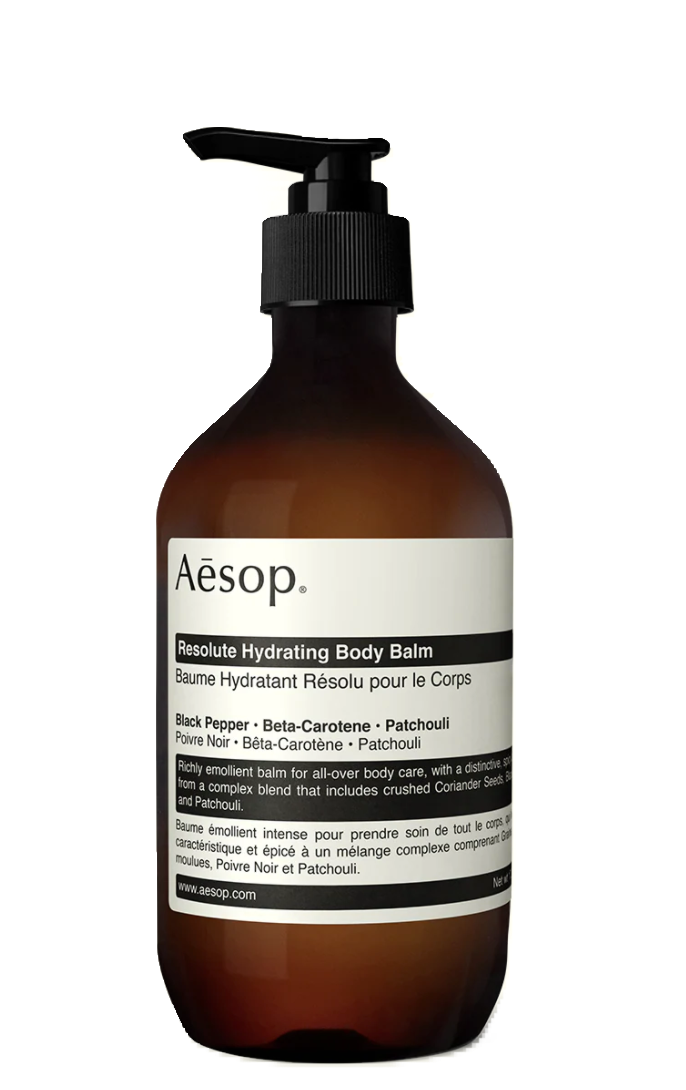 Aēsop®
Resolute Hydrating Body Balm
Baume Hydratant Résolu pour le Corps
Black Pepper · Beta-Carotene · Patchouli
Poivre Noir · Bêta-Carotène · Patchouli
Richly emollient balm for all-over body care, with a distinctive,
from a complex blend that includes crushed Coriander Seeds,
and Patchouli.
Baume émollient intense pour prendre soin de tout le corps,
caractéristique et épicé à un mélange complexe comprenant
moulues, Poivre Noir et Patchouli.
www.aesop.com
Net